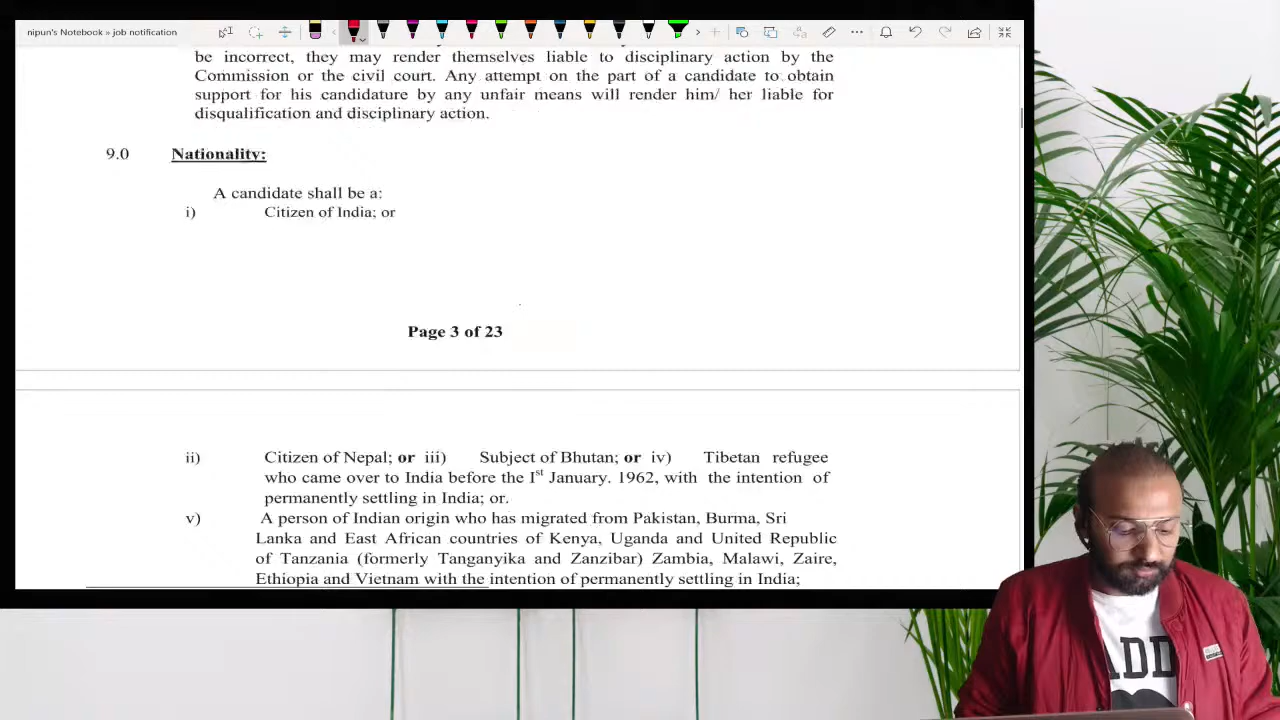 nipun's Notebook » job notification
be incorrect, they may render themselves liable to disciplinary action by the
Commission or the civil court. Any attempt on the part of a candidate to obtain
support for his candidature by any unfair means will render him/ her liable for
disqualification and disciplinary action.
9.0 Nationality:
A candidate shall be a:
i) Citizen of India; or
Page 3 of 23
ii) Citizen of Nepal; or iii) Subject of Bhutan; or iv) Tibetan refugee
who came over to India before the Ist January. 1962, with the intention of
permanently settling in India; or.
v) A person of Indian origin who has migrated from Pakistan, Burma, Sri
Lanka and East African countries of Kenya, Uganda and United Republic
of Tanzania (formerly Tanganyika and Zanzibar) Zambia, Malawi, Zaire,
Ethiopia and Vietnam with the intention of permanently settling in India;